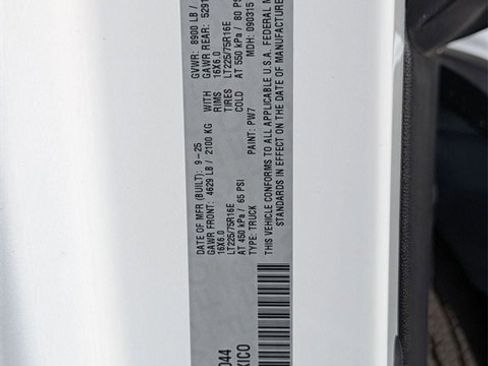 DATE OF MFR (BUILT): 9-25 GVWR: 8900 LB /
GAWR FRONT: 4629 LB / 2100 KG WITH GAWR REAR: 5291
16X6.0 RIMS 16X6.0
LT225/75R16E TIRES LT225/75R16E
AT 450 kPa / 65 PSI COLD AT 550 kPa / 80 PS
TYPE: TRUCK PAINT: PW7 MDH: 090315
THIS VEHICLE CONFORMS TO ALL APPLICABLE U.S.A. FEDERAL M
STANDARDS IN EFFECT ON THE DATE OF MANUFACTURE
044
XICO